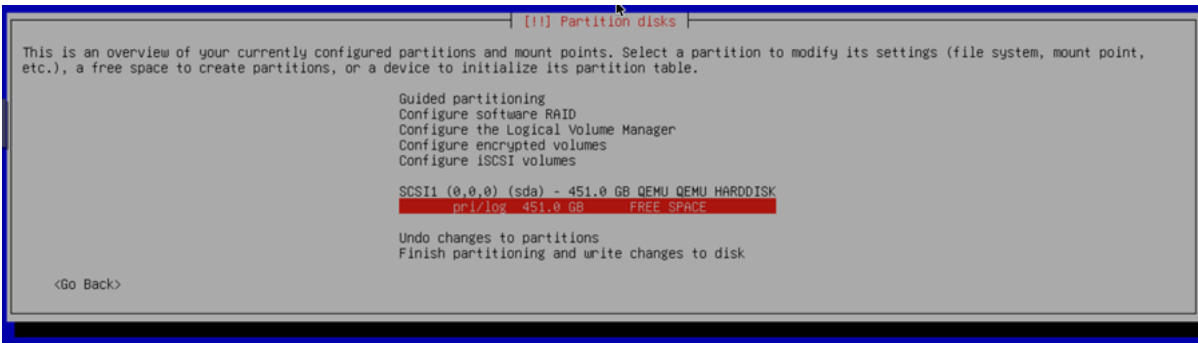 [!!] Partition disks
This is an overview of your currently configured partitions and mount points. Select a partition to modify its settings (file system, mount point,
etc.), a free space to create partitions, or a device to initialize its partition table.
Guided partitioning
Configure software RAID
Configure the Logical Volume Manager
Configure encrypted volumes
Configure iSCSI volumes
SCSI1 (0,0,0) (sda) - 451.0 GB QEMU QEMU HARDDISK
pri/log 451.0 GB FREE SPACE
Undo changes to partitions
Finish partitioning and write changes to disk
<Go Back>